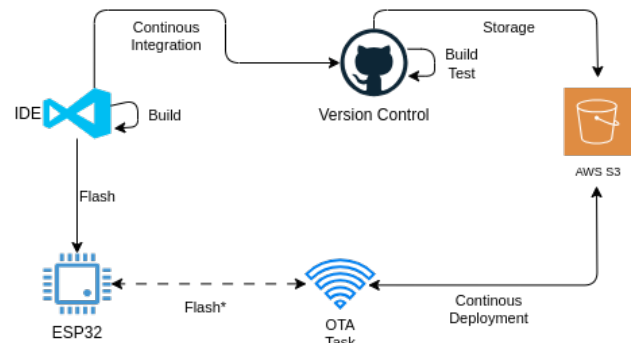 Continous
Integration
Storage
Build
Test
IDE
Build
Version Control
AWS S3
Flash
Flash*
Continous
Deployment
ESP32
OTA
Task